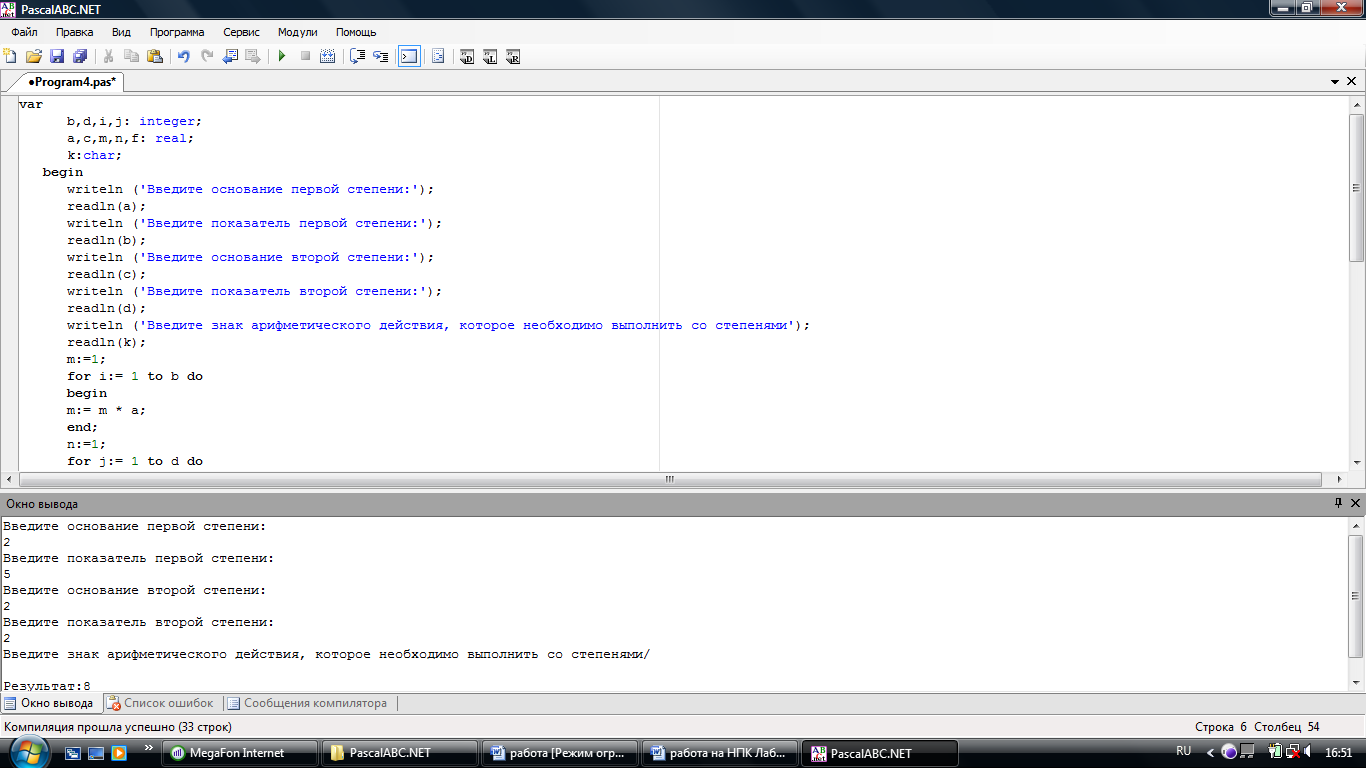 PascalABC.NET
Файл Правка Вид Программа Сервис Модули Помощь
•Program4.pas*
var
b,d,i,j: integer;
a,c,m,n,f: real;
k:char;
begin
writeln ('Введите основание первой степени:');
readln(a);
writeln ('Введите показатель первой степени:');
readln(b);
writeln ('Введите основание второй степени:');
readln(c);
writeln ('Введите показатель второй степени:');
readln(d);
writeln ('Введите знак арифметического действия, которое необходимо выполнить со степенями');
readln(k);
m:=1;
for i:= 1 to b do
begin
m:= m * a;
end;
n:=1;
for j:= 1 to d do
Окно вывода
Введите основание первой степени:
2
Введите показатель первой степени:
5
Введите основание второй степени:
2
Введите показатель второй степени:
2
Введите знак арифметического действия, которое необходимо выполнить со степенями/
Результат:8
Окно вывода Список ошибок Сообщения компилятора
Компиляция прошла успешно (33 строк) Строка 6 Столбец 54
MegaFon Internet PascalABC.NET работа [Режим огр... работа на НПК Лаб... PascalABC.NET RU 16:51